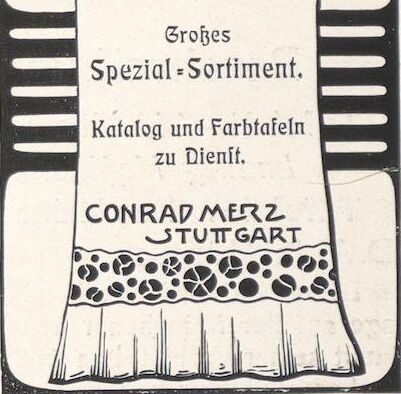 Großes
Spezial=Sortiment.
Katalog und Farbtafeln
zu Dienst.
CONRAD MERZ
STUTTGART